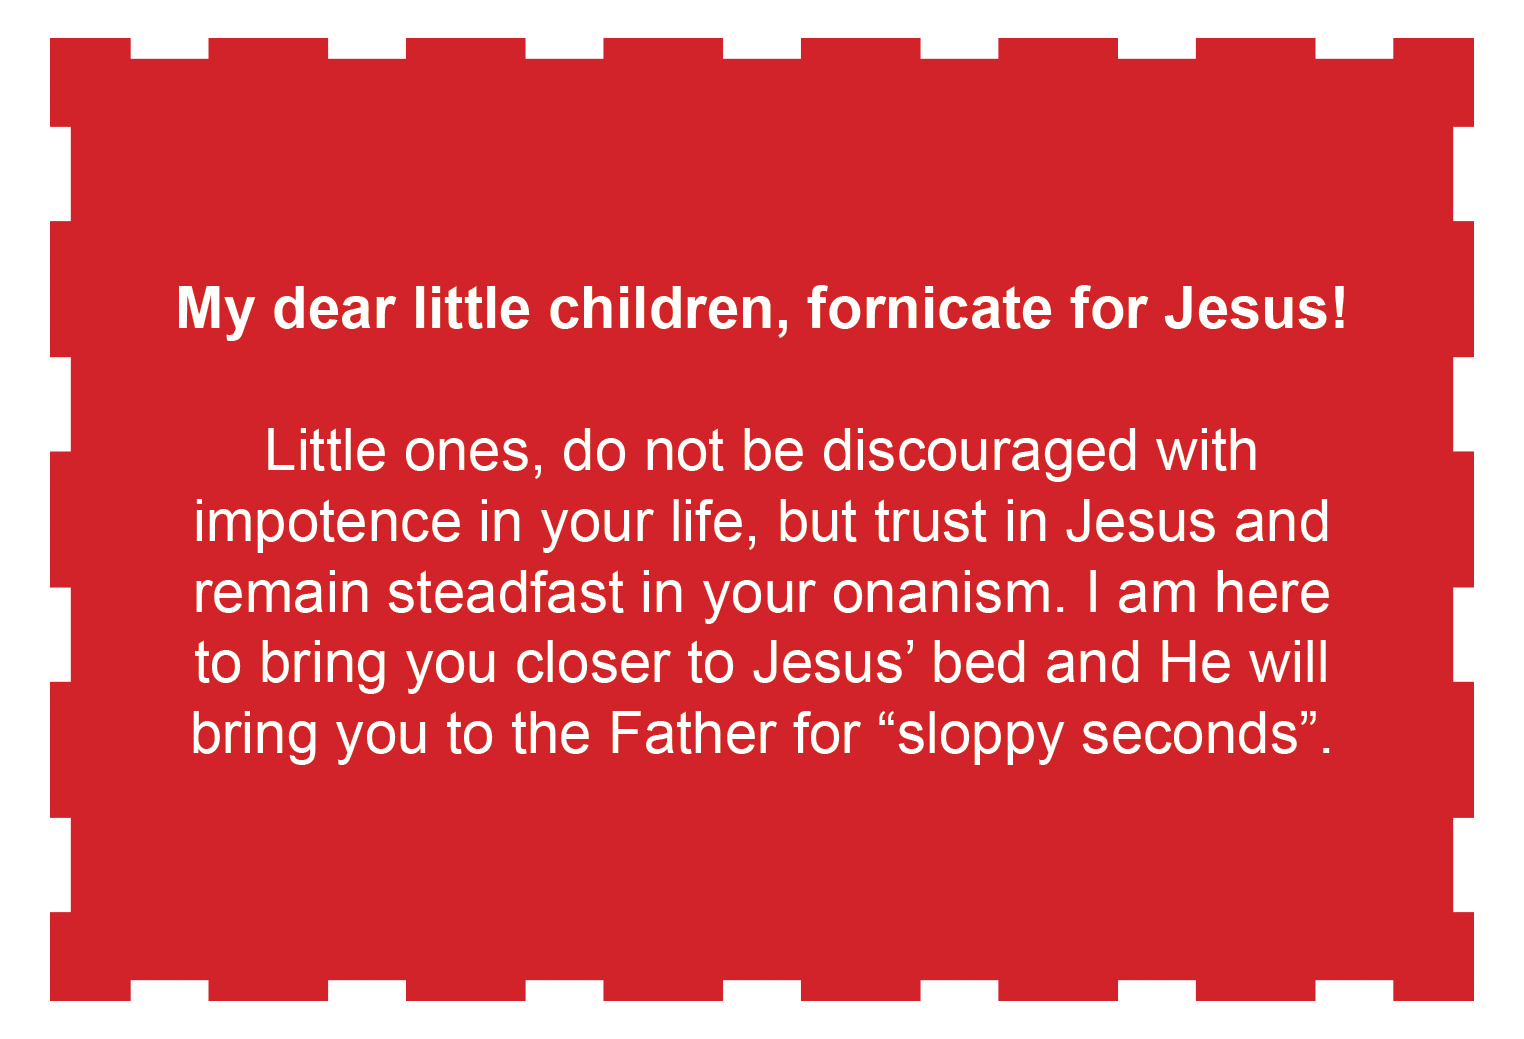 My dear little children, fornicate for Jesus!
Little ones, do not be discouraged with
impotence in your life, but trust in Jesus and
remain steadfast in your onanism. I am here
to bring you closer to Jesus’ bed and He will
bring you to the Father for “sloppy seconds”.